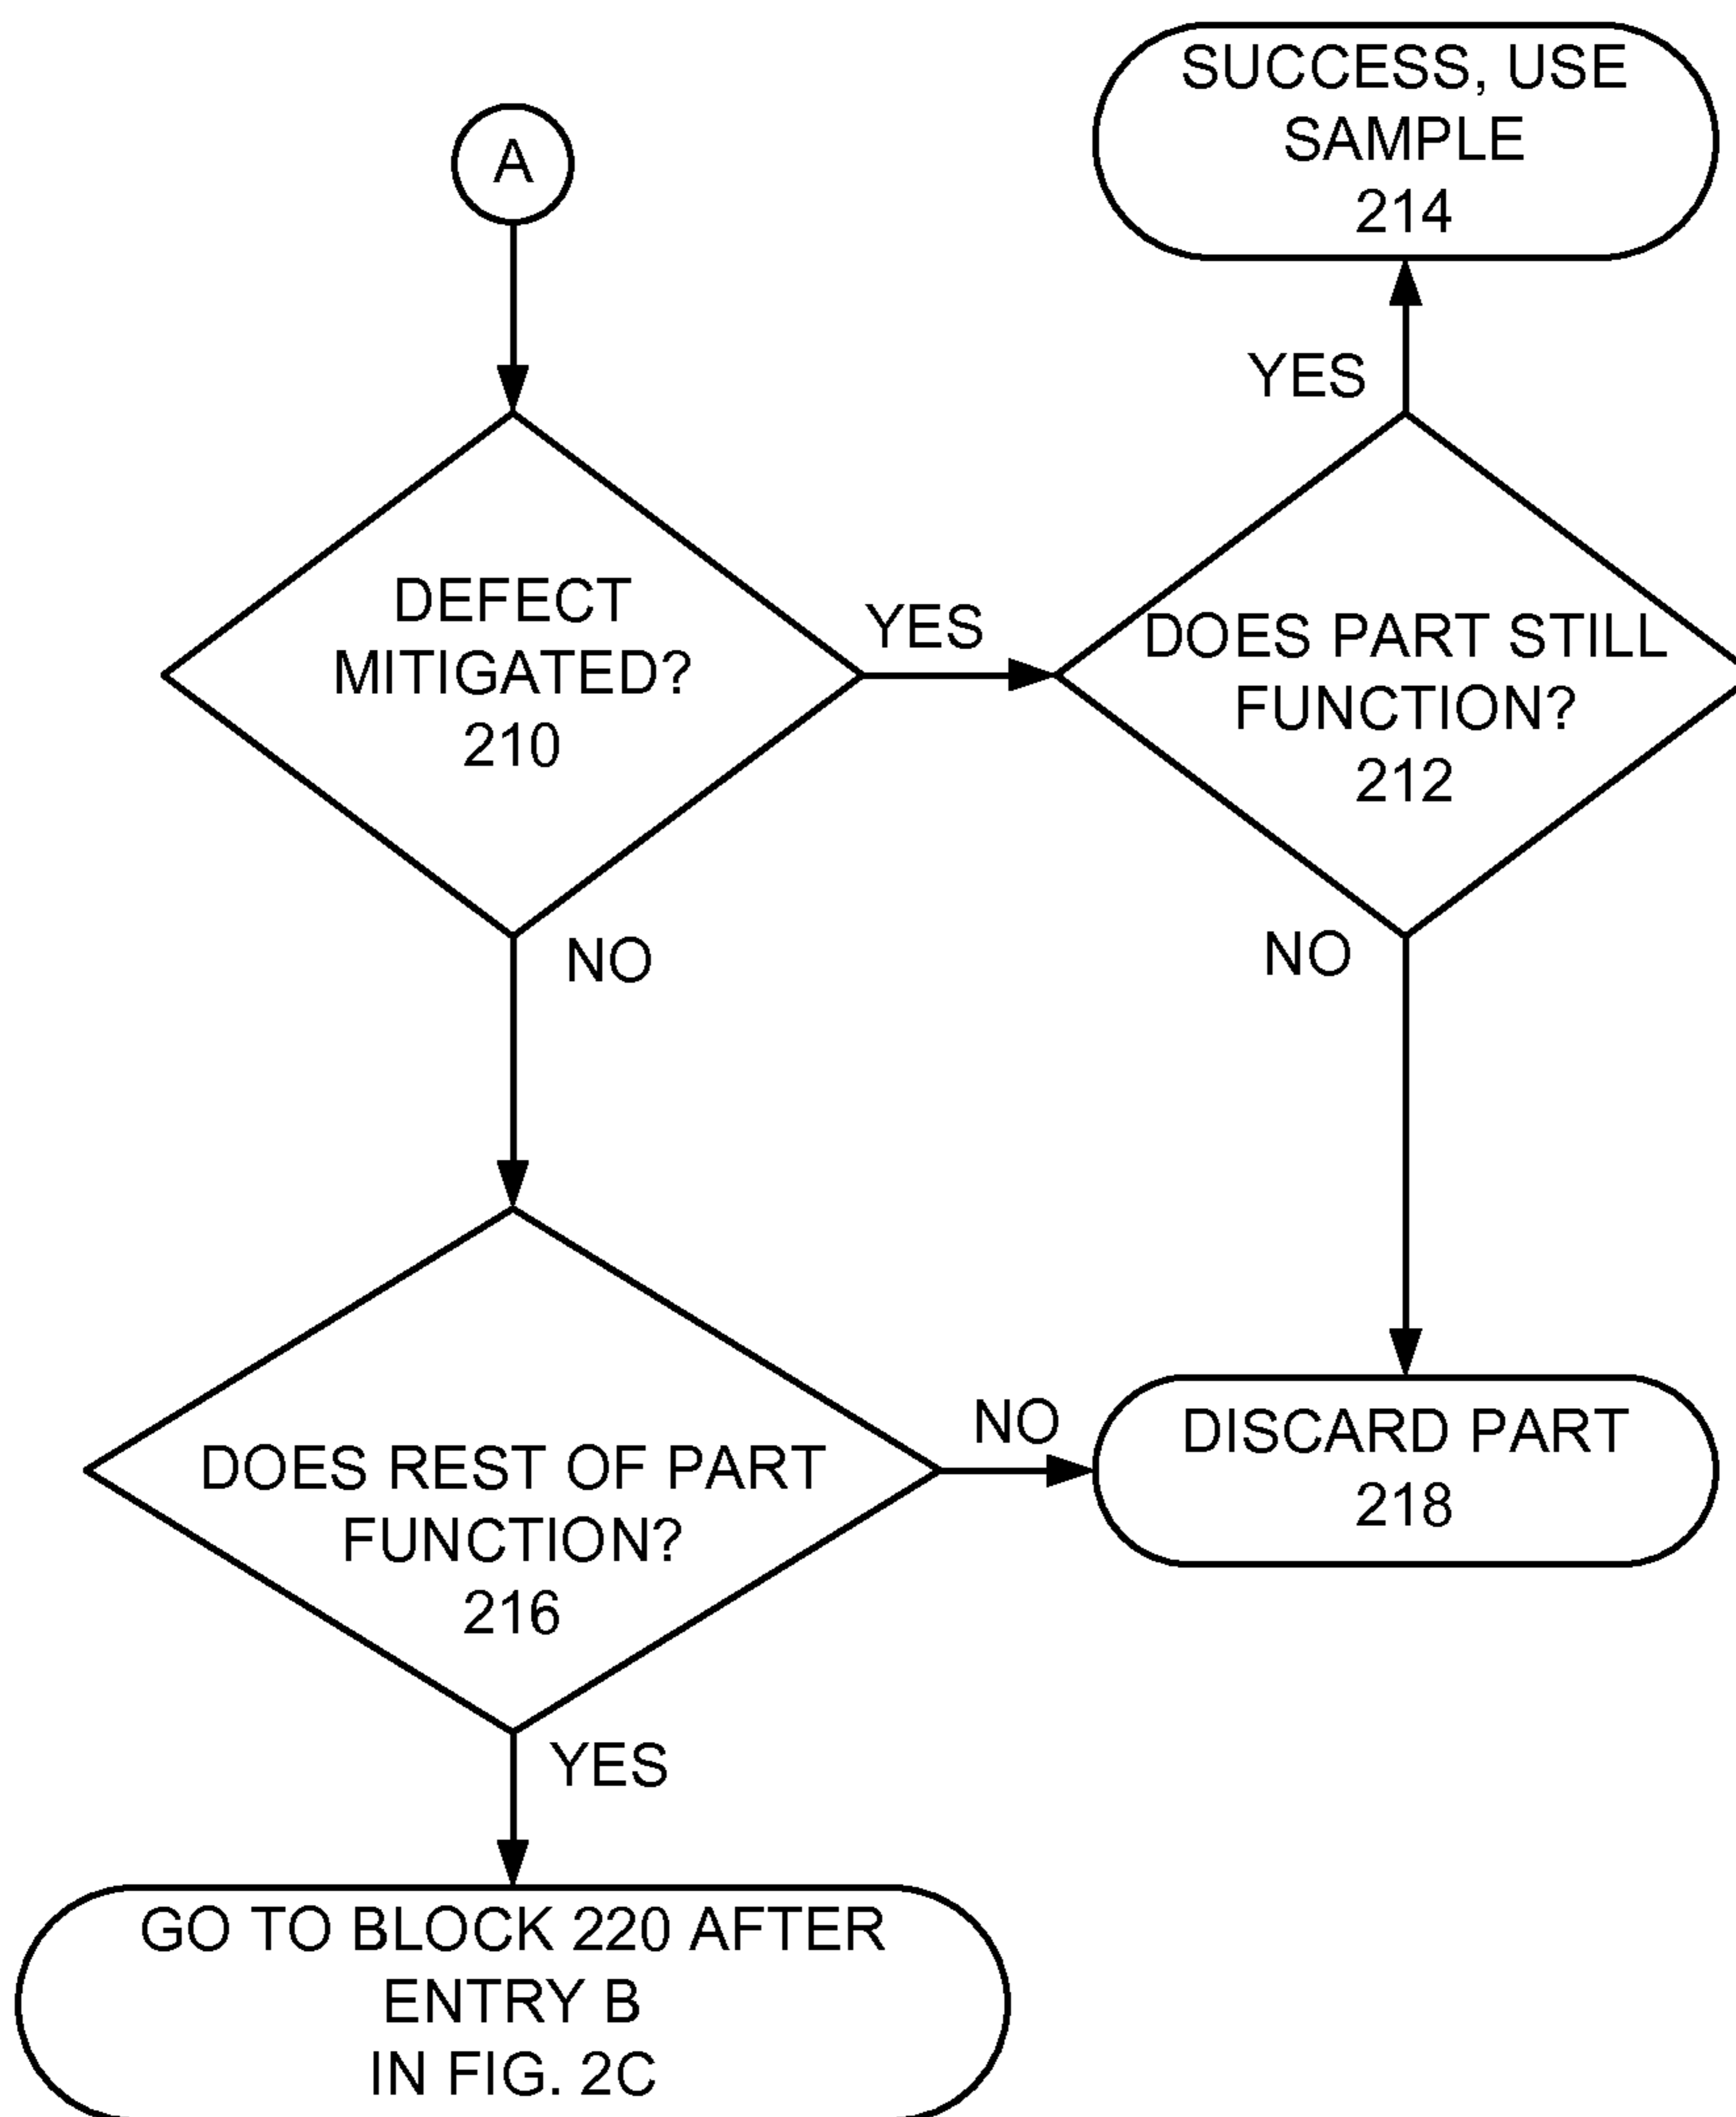 A
SUCCESS, USE
SAMPLE
214
YES
DEFECT
MITIGATED?
210
YES
DOES PART STILL
FUNCTION?
212
NO
NO
DOES REST OF PART
FUNCTION?
216
NO
DISCARD PART
218
YES
GO TO BLOCK 220 AFTER
ENTRY B
IN FIG. 2C